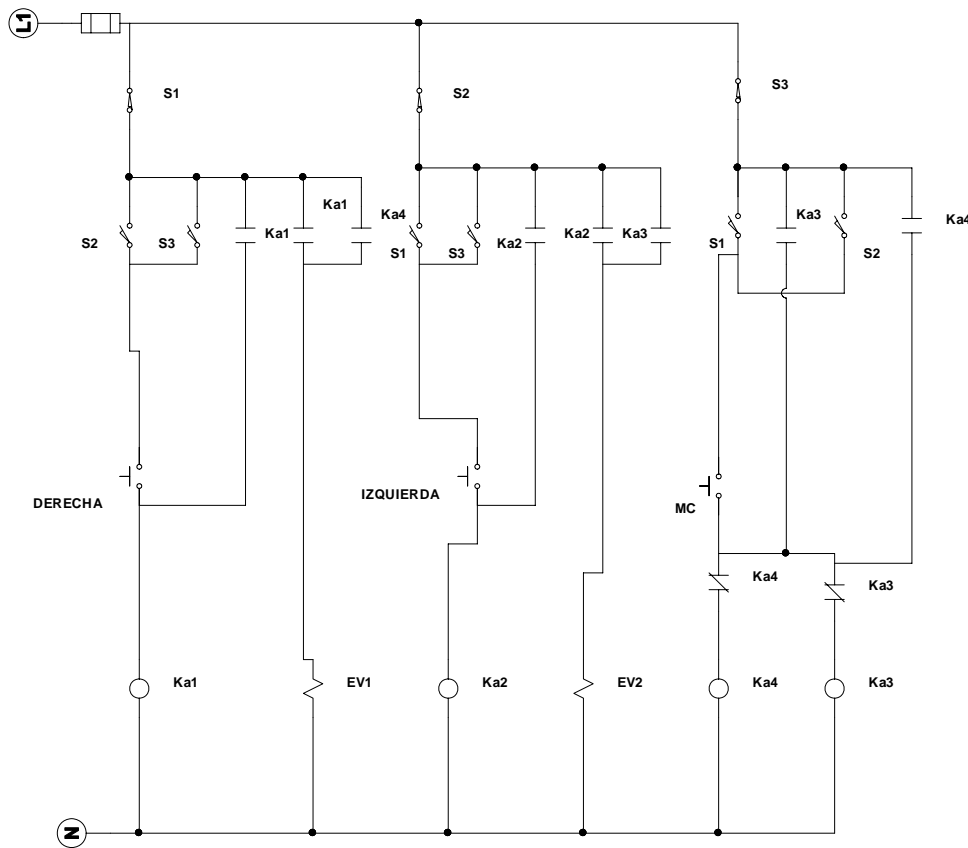 L1
S1
S2
S3
Ka1
Ka4
Ka3
Ka4
S2
S3
Ka1
S1
S3
Ka2
Ka2
Ka3
S1
S2
DERECHA
IZQUIERDA
MC
Ka4
Ka3
Ka1
EV1
Ka2
EV2
Ka4
Ka3
N